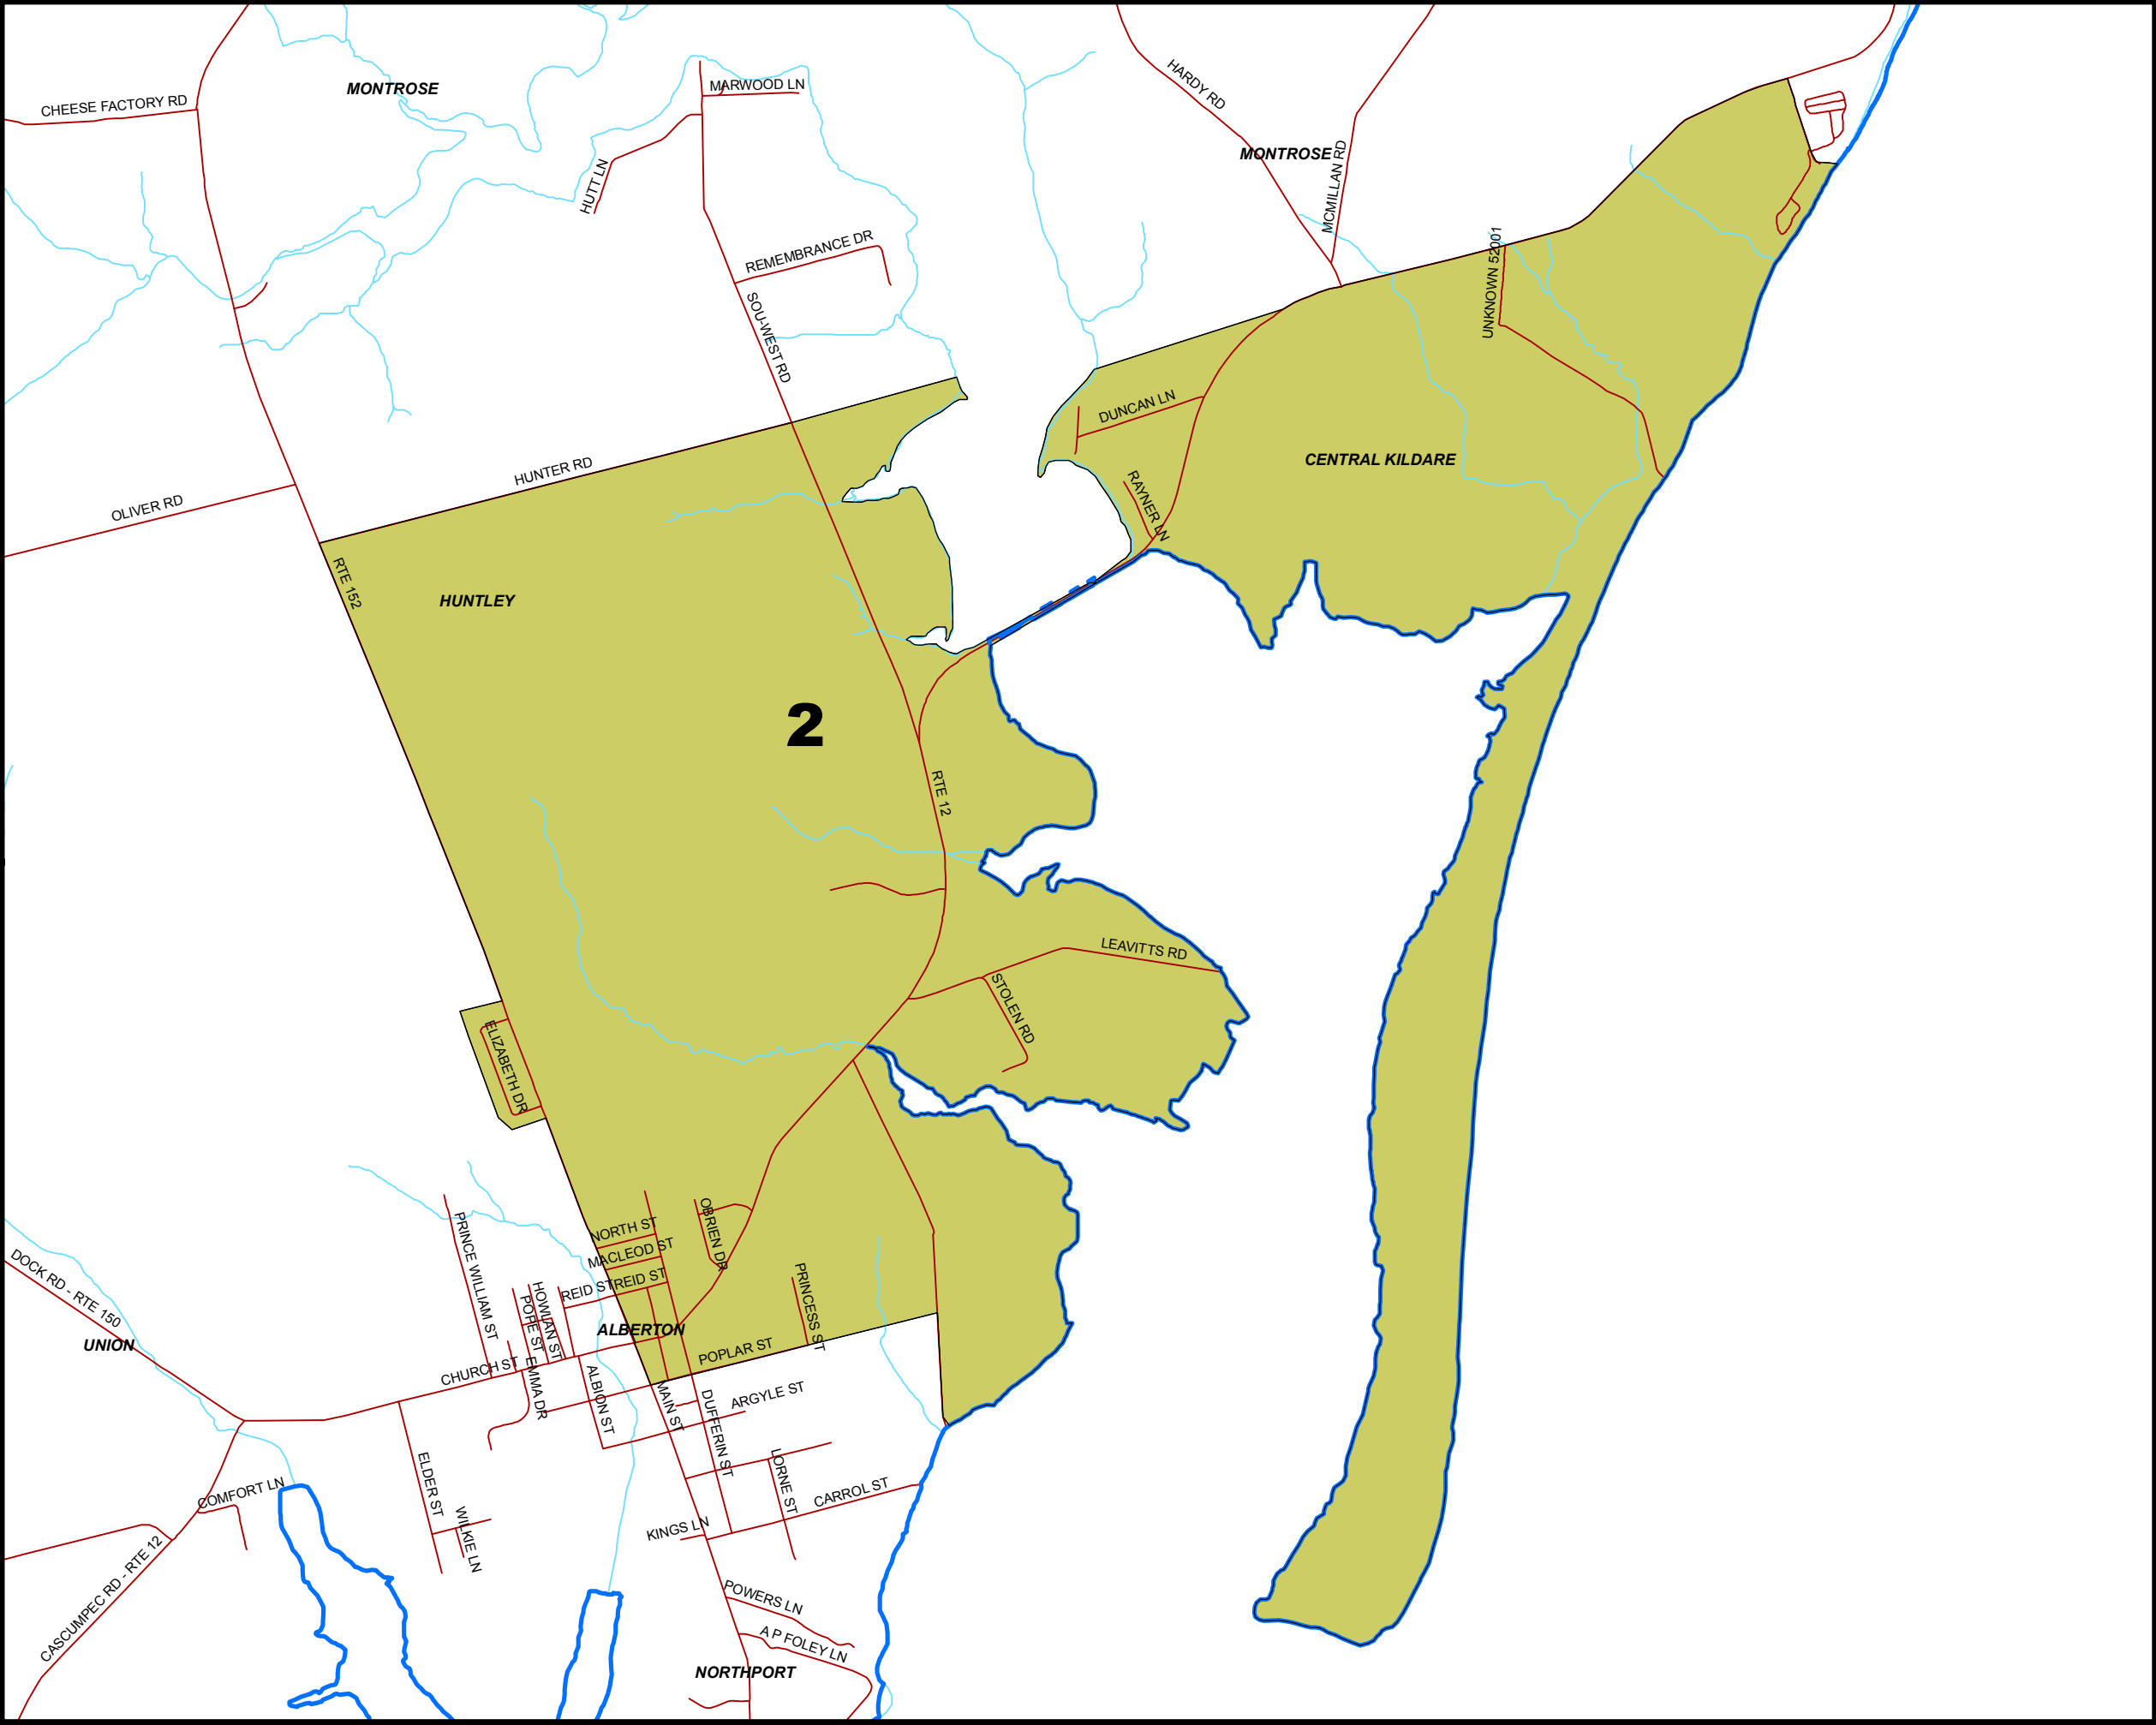 MONTROSE
CHEESE FACTORY RD
MARWOOD LN
HARDY RD
MONTROSE
MCMILLAN RD
HUTT LN
REMEMBRANCE DR
UNKNOWN 52001
SOU-WEST RD
DUNCAN LN
CENTRAL KILDARE
HUNTER RD
RAYNER LN
OLIVER RD
RTE 152
HUNTLEY
2
RTE 12
LEAVITTS RD
STOLEN RD
ELIZABETH DR
NORTH ST
OBRIEN DR
MACLEOD ST
PRINCE WILLIAM ST
REID ST
REID ST
HOWLAN ST
POPE ST
PRINCESS ST
DOCK RD - RTE 150
ALBERTON
UNION
POPLAR ST
CHURCH ST
EMMA DR
ALBION ST
MAIN ST
DUFFERIN ST
ARGYLE ST
ELDER ST
LORNE ST
COMFORT LN
CARROL ST
WILKIE LN
KINGS LN
CASCUMPEC RD - RTE 12
POWERS LN
A P FOLEY LN
NORTHPORT